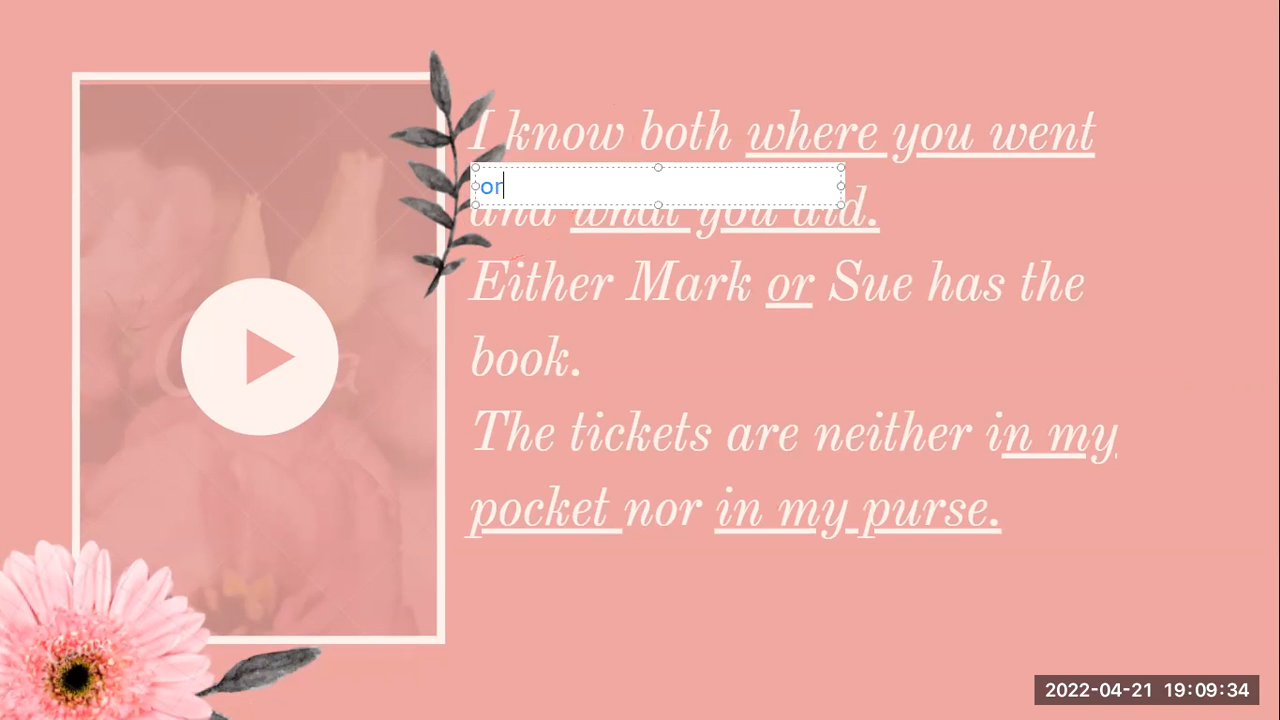 I know both where you went
or
and what you did.
Either Mark or Sue has the
book.
The tickets are neither in my
pocket nor in my purse.
2022-04-21 19:09:34